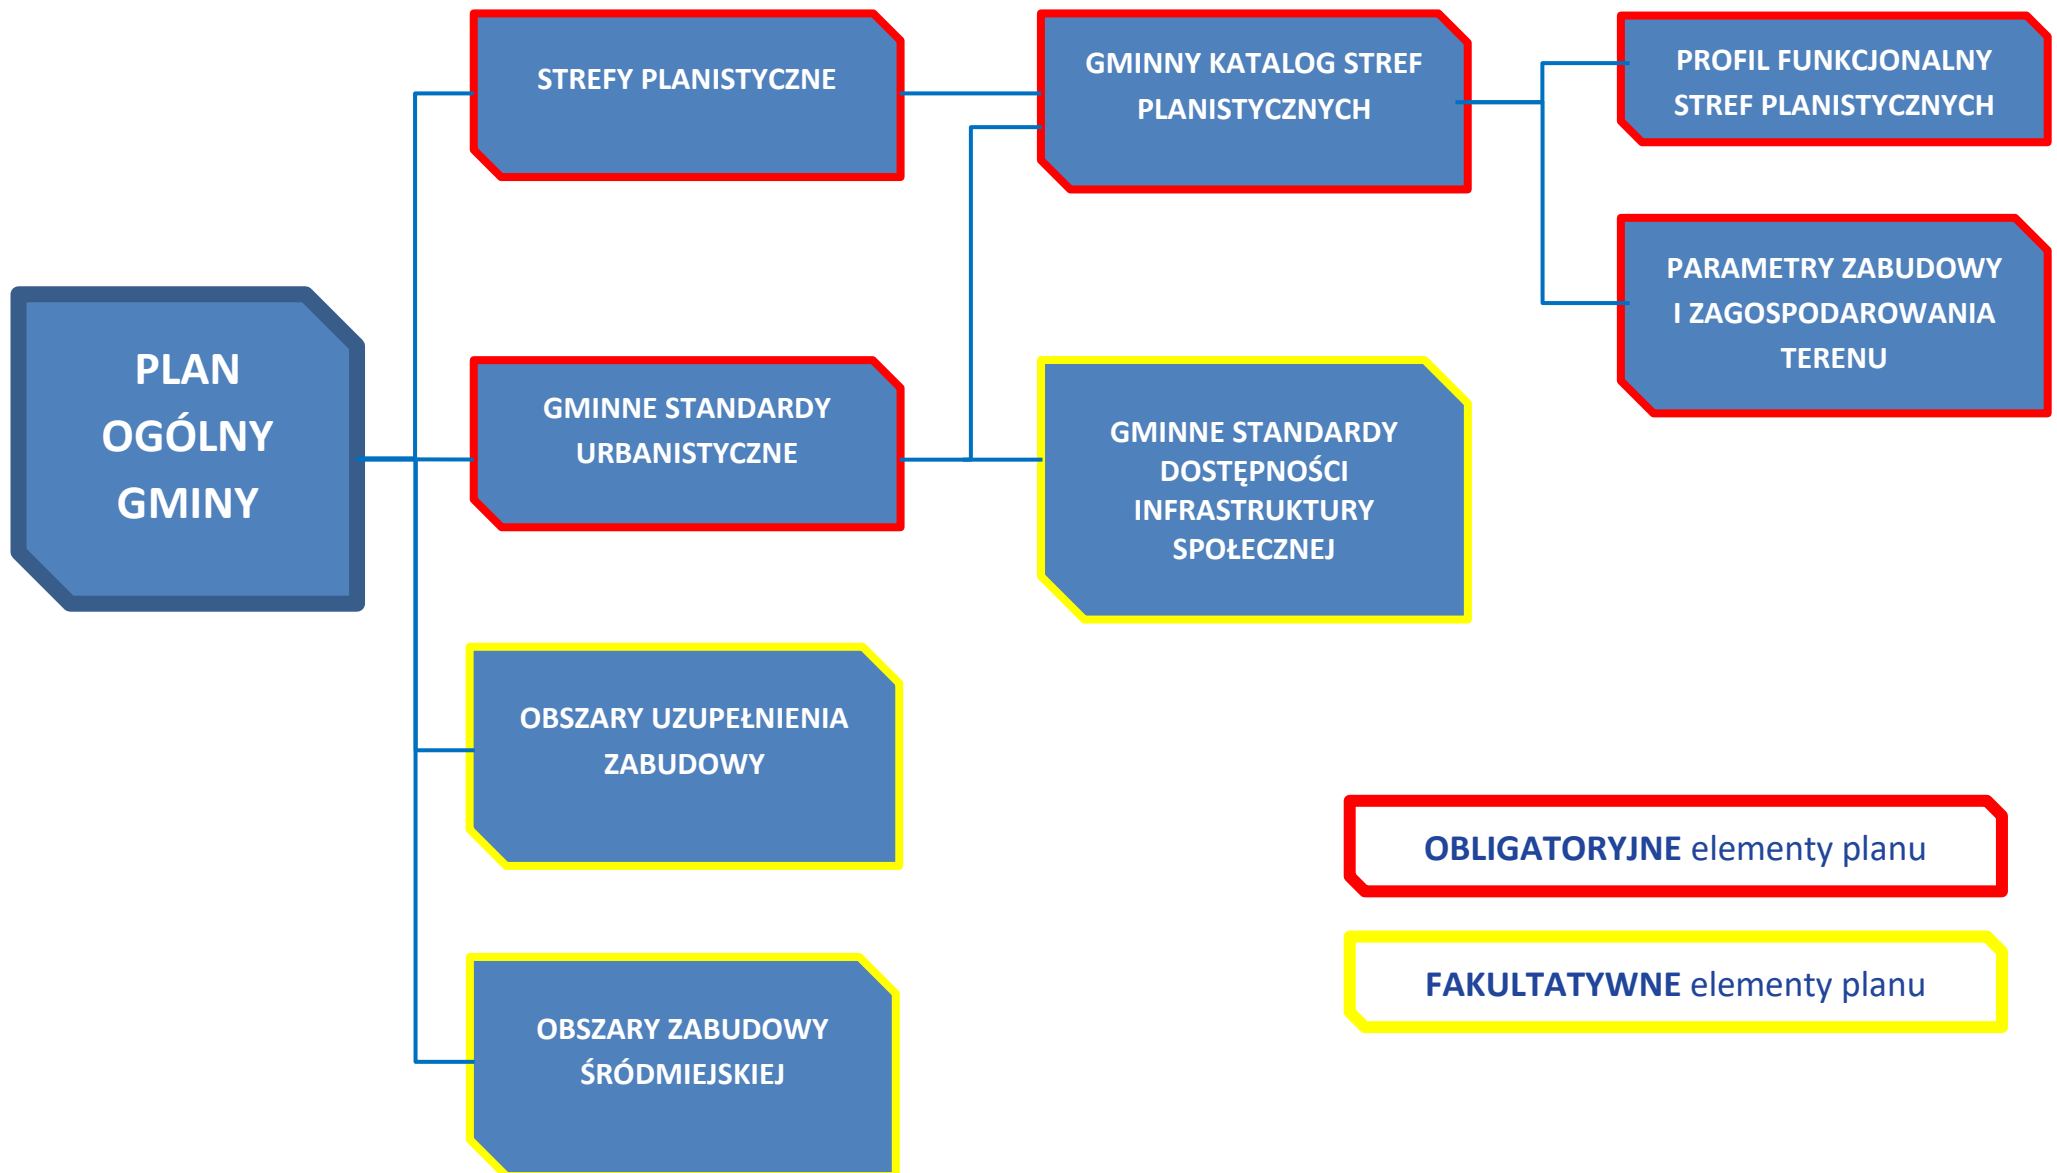 PLAN
OGÓLNY
GMINY
STREFY PLANISTYCZNE
GMINNE STANDARDY
URBANISTYCZNE
OBSZARY UZUPEŁNIENIA
ZABUDOWY
OBSZARY ZABUDOWY
ŚRÓDMIEJSKIEJ
GMINNY KATALOG STREF
PLANISTYCZNYCH
GMINNE STANDARDY
DOSTĘPNOŚCI
INFRASTRUKTURY
SPOŁECZNEJ
PROFIL FUNKCJONALNY
STREF PLANISTYCZNYCH
PARAMETRY ZABUDOWY
I ZAGOSPODAROWANIA
TERENU
OBLIGATORYJNE elementy planu
FAKULTATYWNE elementy planu